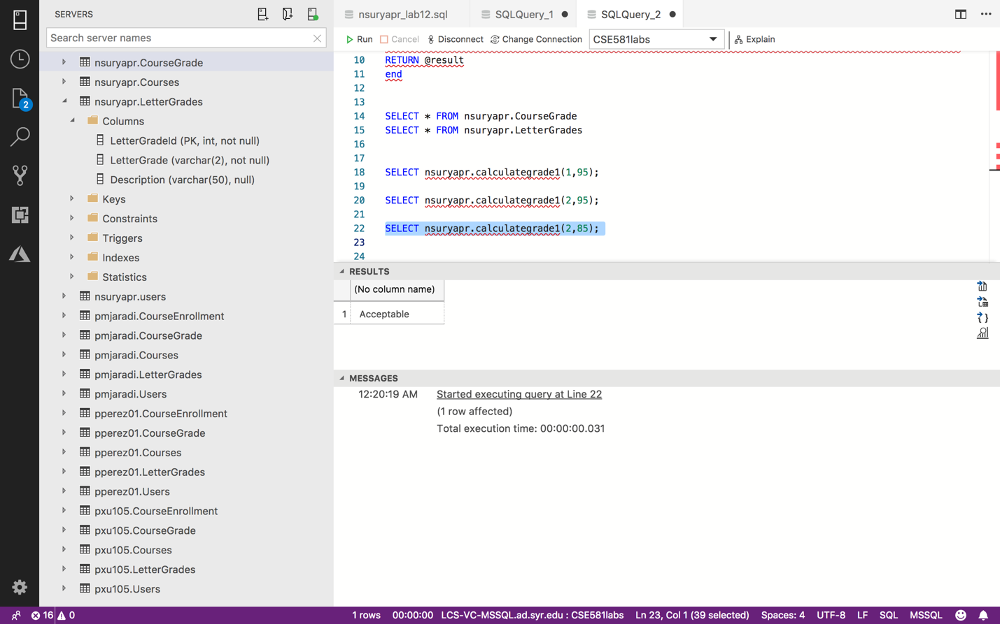 SERVERS
nsuryapr_lab12.sql
SQLQuery_1
SQLQuery_2
Search server names
Run
Cancel
Disconnect
Change Connection
CSE581labs
Explain
2
nsuryapr.CourseGrade
nsuryapr.Courses
nsuryapr.LetterGrades
Columns
LetterGradeId (PK, int, not null)
LetterGrade (varchar(2), not null)
Description (varchar(50), null)
Keys
Constraints
Triggers
Indexes
Statistics
nsuryapr.users
pmjaradi.CourseEnrollment
pmjaradi.CourseGrade
pmjaradi.Courses
pmjaradi.LetterGrades
pmjaradi.Users
pperez01.CourseEnrollment
pperez01.CourseGrade
pperez01.Courses
pperez01.LetterGrades
pperez01.Users
pxu105.CourseEnrollment
pxu105.CourseGrade
pxu105.Courses
pxu105.LetterGrades
pxu105.Users
10 RETURN @result
11 end
12
13
14 SELECT * FROM nsuryapr.CourseGrade
15 SELECT * FROM nsuryapr.LetterGrades
16
17
18 SELECT nsuryapr.calculategrade1(1,95);
19
20 SELECT nsuryapr.calculategrade1(2,95);
21
22 SELECT nsuryapr.calculategrade1(2,85);
23
24
RESULTS
(No column name)
1 Acceptable
MESSAGES
12:20:19 AM Started executing query at Line 22
(1 row affected)
Total execution time: 00:00:00.031
16 0 1 rows 00:00:00 LCS-VC-MSSQL.ad.syr.edu : CSE581labs Ln 23, Col 1 (39 selected) Spaces: 4 UTF-8 LF SQL MSSQL